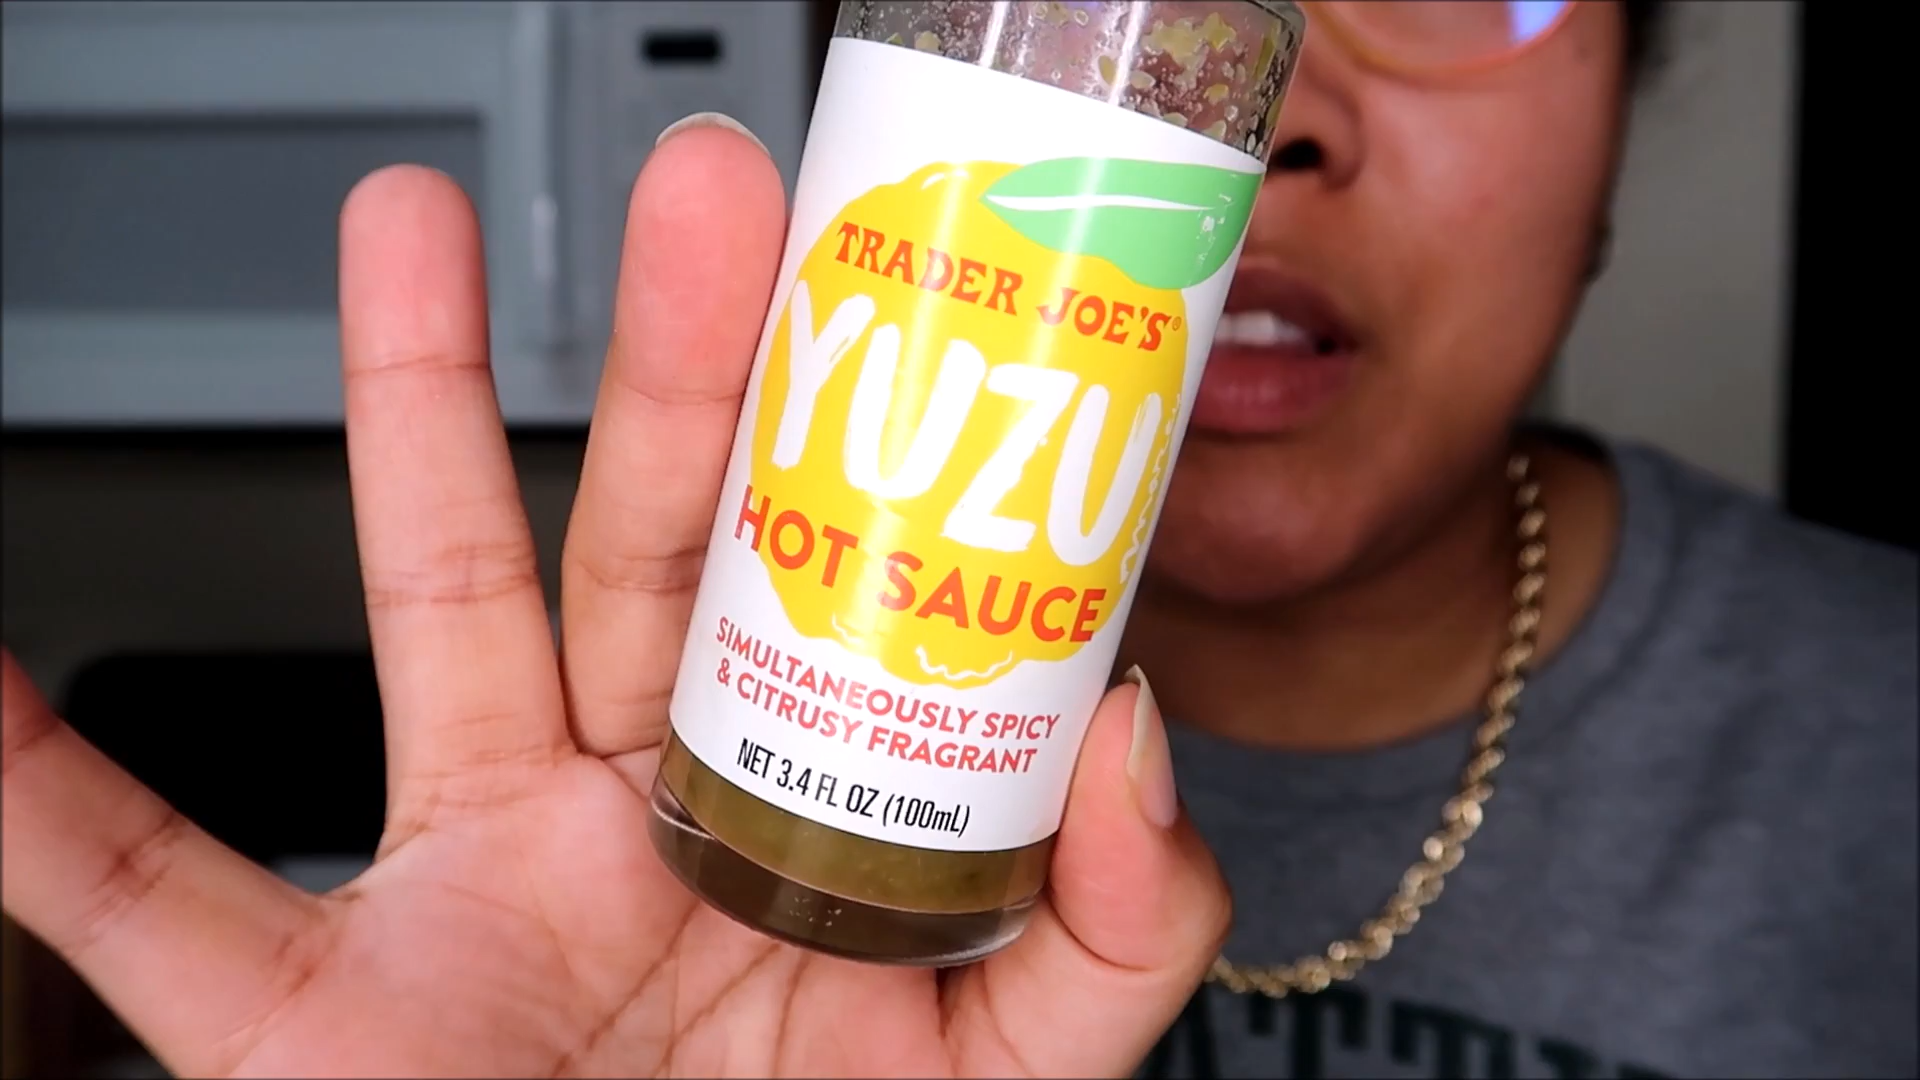 TRADER JOE'S®
YUZU
HOT SAUCE
SIMULTANEOUSLY SPICY
& CITRUSY FRAGRANT
NET 3.4 FL OZ (100mL)